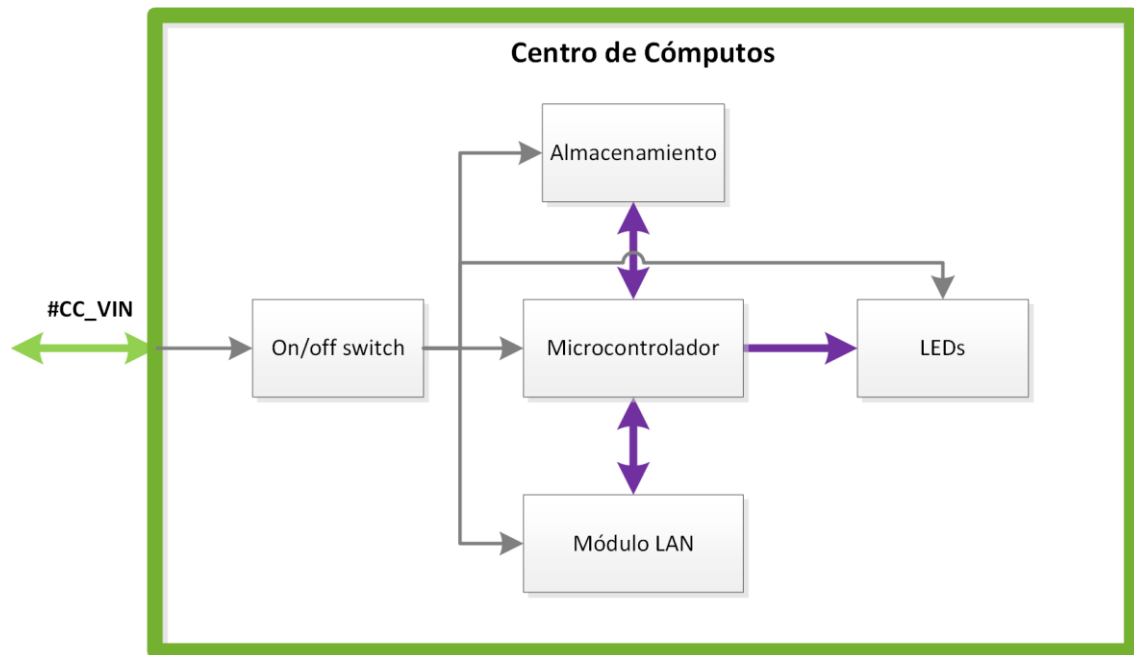 Centro de Cómputos
Almacenamiento
#CC_VIN
On/off switch
Microcontrolador
LEDs
Módulo LAN